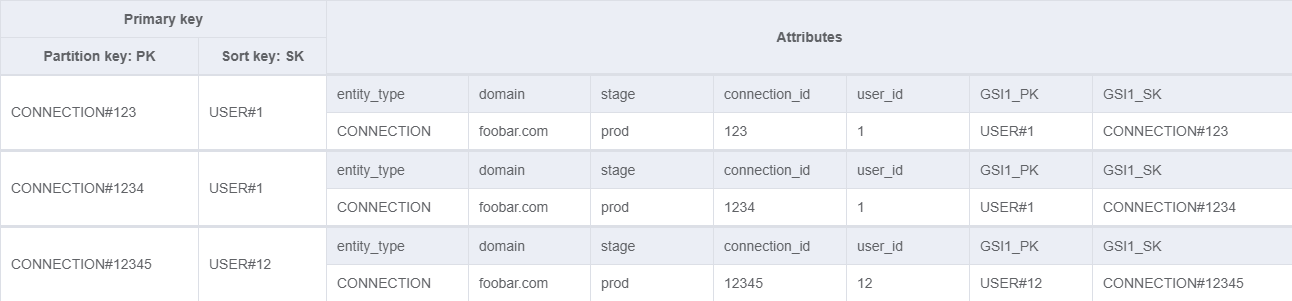 Primary key
Attributes
Partition key: PK Sort key: SK
entity_type domain stage connection_id user_id GSI1_PK GSI1_SK
CONNECTION#123 USER#1
CONNECTION foobar.com prod 123 1 USER#1 CONNECTION#123
entity_type domain stage connection_id user_id GSI1_PK GSI1_SK
CONNECTION#1234 USER#1
CONNECTION foobar.com prod 1234 1 USER#1 CONNECTION#1234
entity_type domain stage connection_id user_id GSI1_PK GSI1_SK
CONNECTION#12345 USER#12
CONNECTION foobar.com prod 12345 12 USER#12 CONNECTION#12345